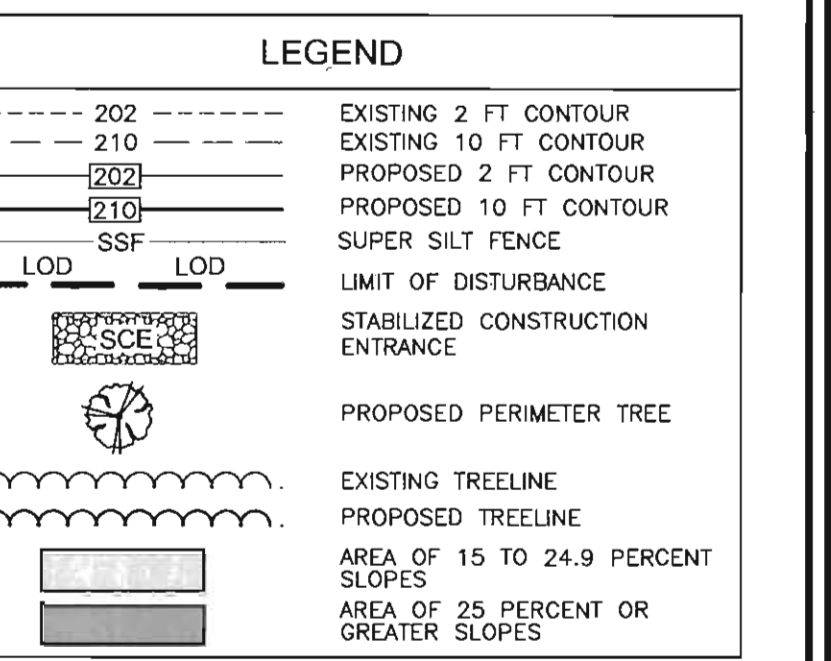 LEGEND
202 EXISTING 2 FT CONTOUR
210 EXISTING 10 FT CONTOUR
202 PROPOSED 2 FT CONTOUR
210 PROPOSED 10 FT CONTOUR
SSF SUPER SILT FENCE
LOD LOD LIMIT OF DISTURBANCE
SCE STABILIZED CONSTRUCTION
ENTRANCE
PROPOSED PERIMETER TREE
EXISTING TREELINE
PROPOSED TREELINE
AREA OF 15 TO 24.9 PERCENT
SLOPES
AREA OF 25 PERCENT OR
GREATER SLOPES